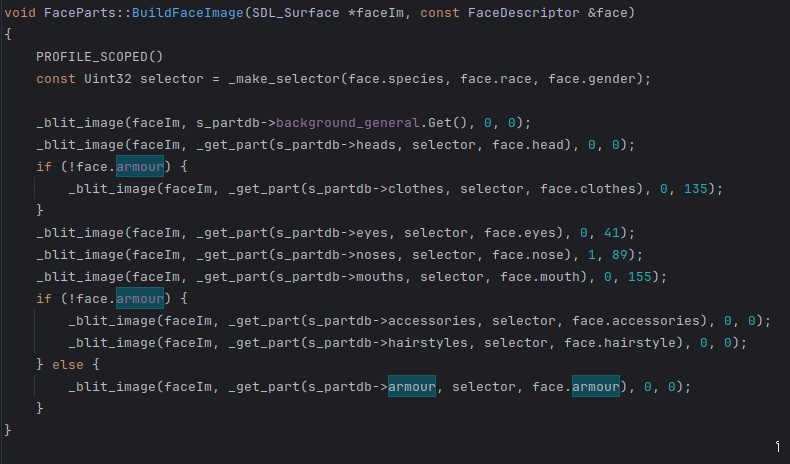 void FaceParts::BuildFaceImage(SDL_Surface *faceIm, const FaceDescriptor &face)
{
    PROFILE_SCOPED()
    const Uint32 selector = _make_selector(face.species, face.race, face.gender);

    _blit_image(faceIm, s_partdb->background_general.Get(), 0, 0);
    _blit_image(faceIm, _get_part(s_partdb->heads, selector, face.head), 0, 0);
    if (!face.armour) {
        _blit_image(faceIm, _get_part(s_partdb->clothes, selector, face.clothes), 0, 135);
    }
    _blit_image(faceIm, _get_part(s_partdb->eyes, selector, face.eyes), 0, 41);
    _blit_image(faceIm, _get_part(s_partdb->noses, selector, face.nose), 1, 89);
    _blit_image(faceIm, _get_part(s_partdb->mouths, selector, face.mouth), 0, 155);
    if (!face.armour) {
        _blit_image(faceIm, _get_part(s_partdb->accessories, selector, face.accessories), 0, 0);
        _blit_image(faceIm, _get_part(s_partdb->hairstyles, selector, face.hairstyle), 0, 0);
    } else {
        _blit_image(faceIm, _get_part(s_partdb->armour, selector, face.armour), 0, 0);
    }
}